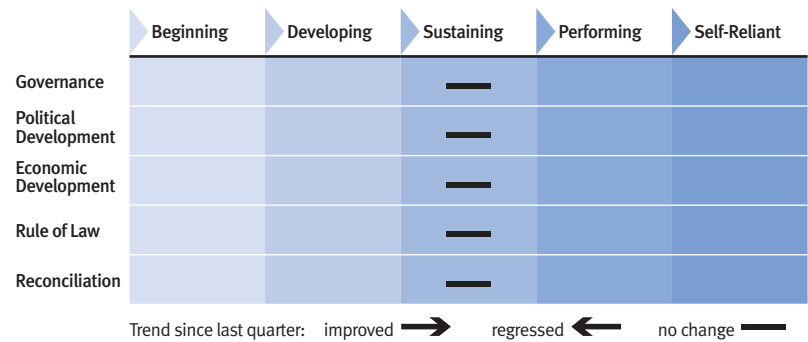 Beginning Developing Sustaining Performing Self-Reliant
Governance
Political
Development
Economic
Development
Rule of Law
Reconciliation
Trend since last quarter: improved regressed no change